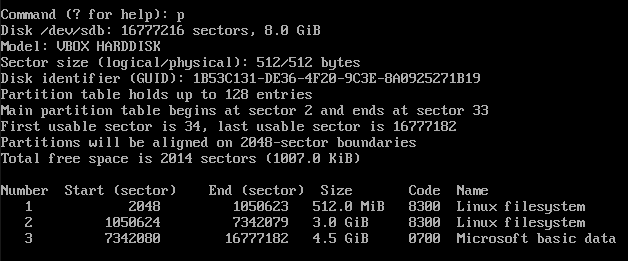 Command (? for help): p
Disk /dev/sdb: 16777216 sectors, 8.0 GiB
Model: VBOX HARDDISK
Sector size (logical/physical): 512/512 bytes
Disk identifier (GUID): 1B53C131-DE36-4F20-9C3E-8A0925271B19
Partition table holds up to 128 entries
Main partition table begins at sector 2 and ends at sector 33
First usable sector is 34, last usable sector is 16777182
Partitions will be aligned on 2048-sector boundaries
Total free space is 2014 sectors (1007.0 KiB)
Number  Start (sector)    End (sector)  Size       Code  Name
   1            2048         1050623   512.0 MiB   8300  Linux filesystem
   2         1050624         7342079   3.0 GiB     8300  Linux filesystem
   3         7342080        16777182   4.5 GiB     0700  Microsoft basic data